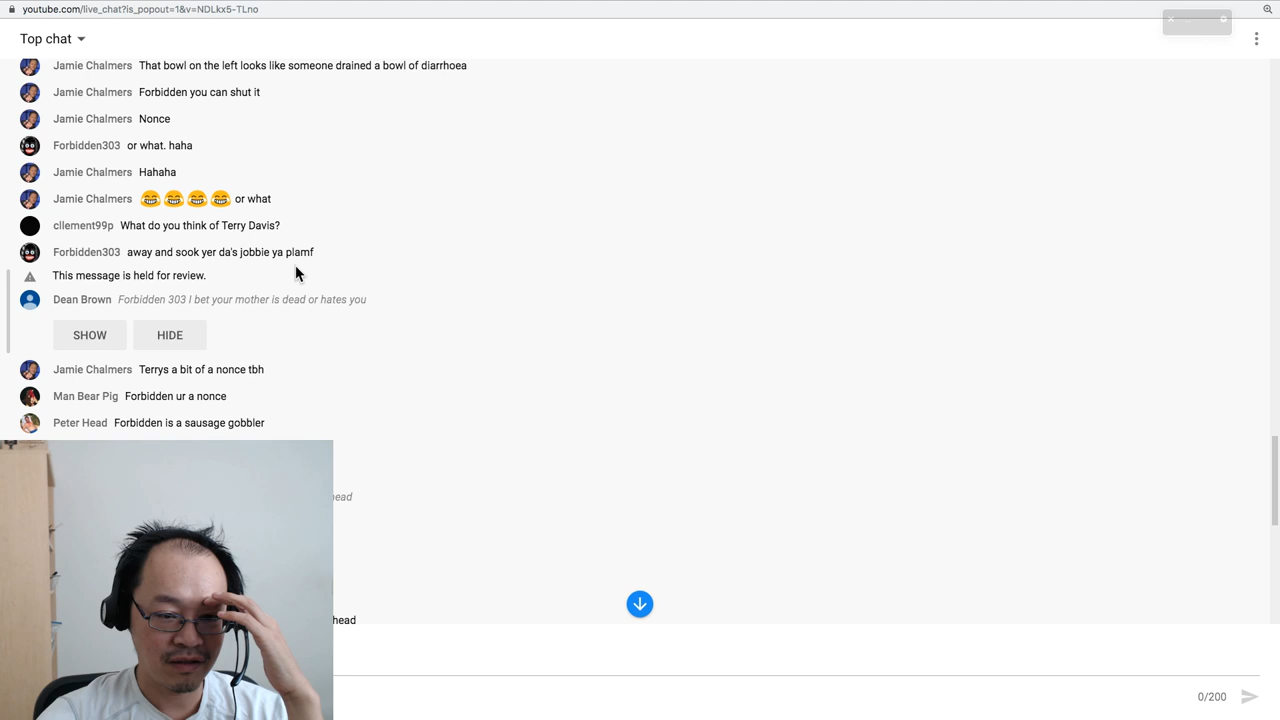 youtube.com/live_chat?is_popout=1&v=NDLkx5-TLno
Top chat
Jamie Chalmers That bowl on the left looks like someone drained a bowl of diarrhoea
Jamie Chalmers Forbidden you can shut it
Jamie Chalmers Nonce
Forbidden303 or what. haha
Jamie Chalmers Hahaha
Jamie Chalmers 😂😂😂😂 or what
cllement99p What do you think of Terry Davis?
Forbidden303 away and sook yer da's jobbie ya plamf
This message is held for review.
Dean Brown Forbidden 303 I bet your mother is dead or hates you
SHOW HIDE
Jamie Chalmers Terrys a bit of a nonce tbh
Man Bear Pig Forbidden ur a nonce
Peter Head Forbidden is a sausage gobbler
ead
head
0/200